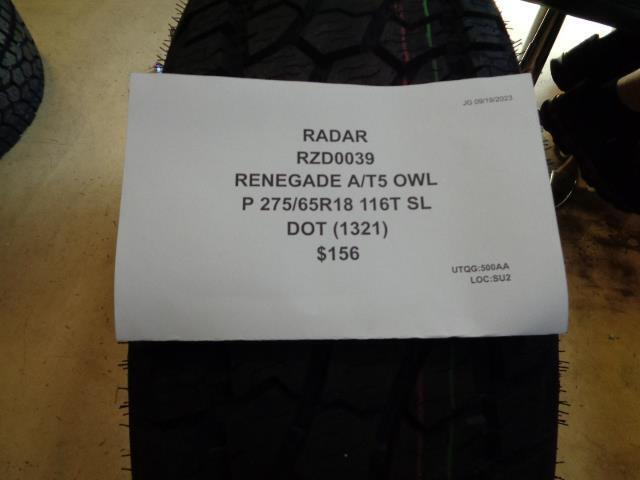 JG 09/19/2023
RADAR
RZD0039
RENEGADE A/T5 OWL
P 275/65R18 116T SL
DOT (1321)
$156
UTQG:500AA
LOC:SU2